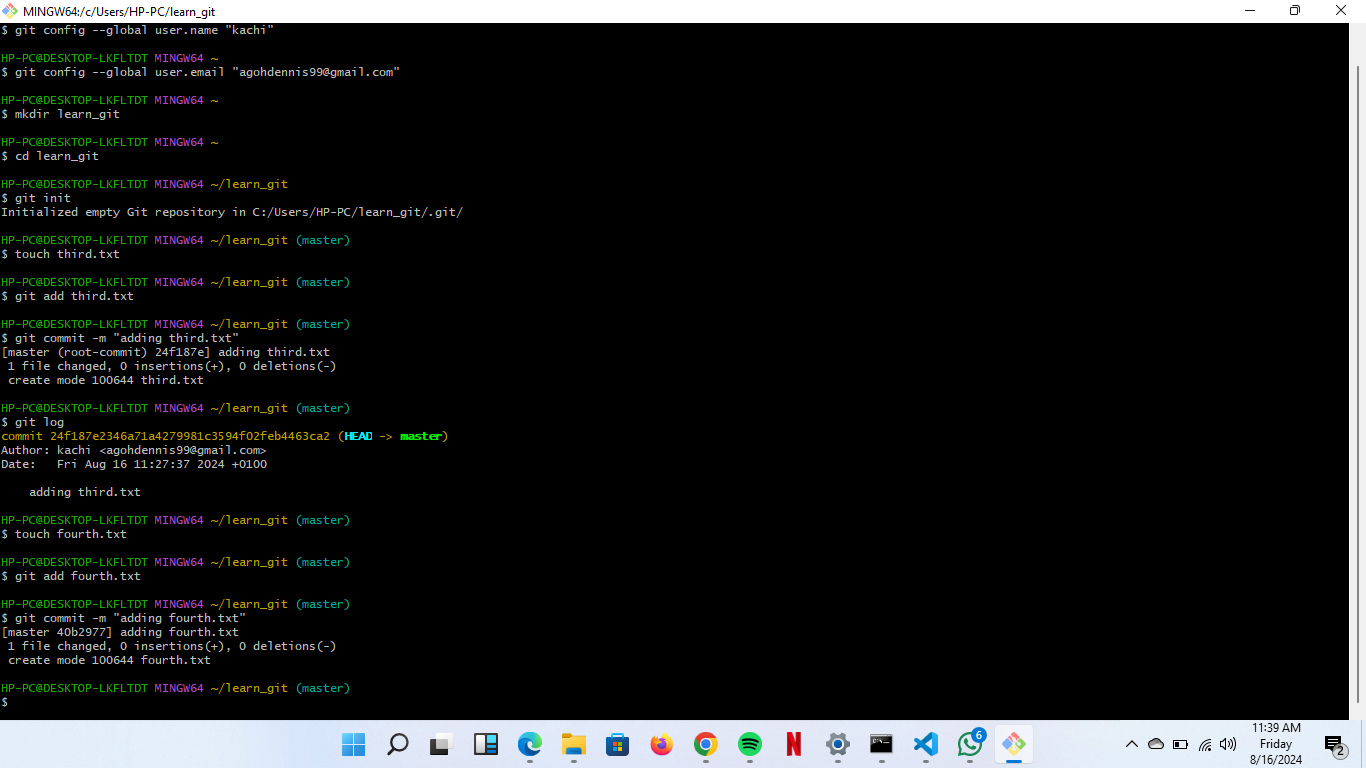 MINGW64:/c/Users/HP-PC/learn_git
$ git config --global user.name "kachi"
HP-PC@DESKTOP-LKFLTDT MINGW64 ~
$ git config --global user.email "agohdennis99@gmail.com"
HP-PC@DESKTOP-LKFLTDT MINGW64 ~
$ mkdir learn_git
HP-PC@DESKTOP-LKFLTDT MINGW64 ~
$ cd learn_git
HP-PC@DESKTOP-LKFLTDT MINGW64 ~/learn_git
$ git init
Initialized empty Git repository in C:/Users/HP-PC/learn_git/.git/
HP-PC@DESKTOP-LKFLTDT MINGW64 ~/learn_git (master)
$ touch third.txt
HP-PC@DESKTOP-LKFLTDT MINGW64 ~/learn_git (master)
$ git add third.txt
HP-PC@DESKTOP-LKFLTDT MINGW64 ~/learn_git (master)
$ git commit -m "adding third.txt"
[master (root-commit) 24f187e] adding third.txt
 1 file changed, 0 insertions(+), 0 deletions(-)
 create mode 100644 third.txt
HP-PC@DESKTOP-LKFLTDT MINGW64 ~/learn_git (master)
$ git log
commit 24f187e2346a71a4279981c3594f02feb4463ca2 (HEAD -> master)
Author: kachi <agohdennis99@gmail.com>
Date:   Fri Aug 16 11:27:37 2024 +0100
    adding third.txt
HP-PC@DESKTOP-LKFLTDT MINGW64 ~/learn_git (master)
$ touch fourth.txt
HP-PC@DESKTOP-LKFLTDT MINGW64 ~/learn_git (master)
$ git add fourth.txt
HP-PC@DESKTOP-LKFLTDT MINGW64 ~/learn_git (master)
$ git commit -m "adding fourth.txt"
[master 40b2977] adding fourth.txt
 1 file changed, 0 insertions(+), 0 deletions(-)
 create mode 100644 fourth.txt
HP-PC@DESKTOP-LKFLTDT MINGW64 ~/learn_git (master)
$
6
11:39 AM
Friday
8/16/2024
2